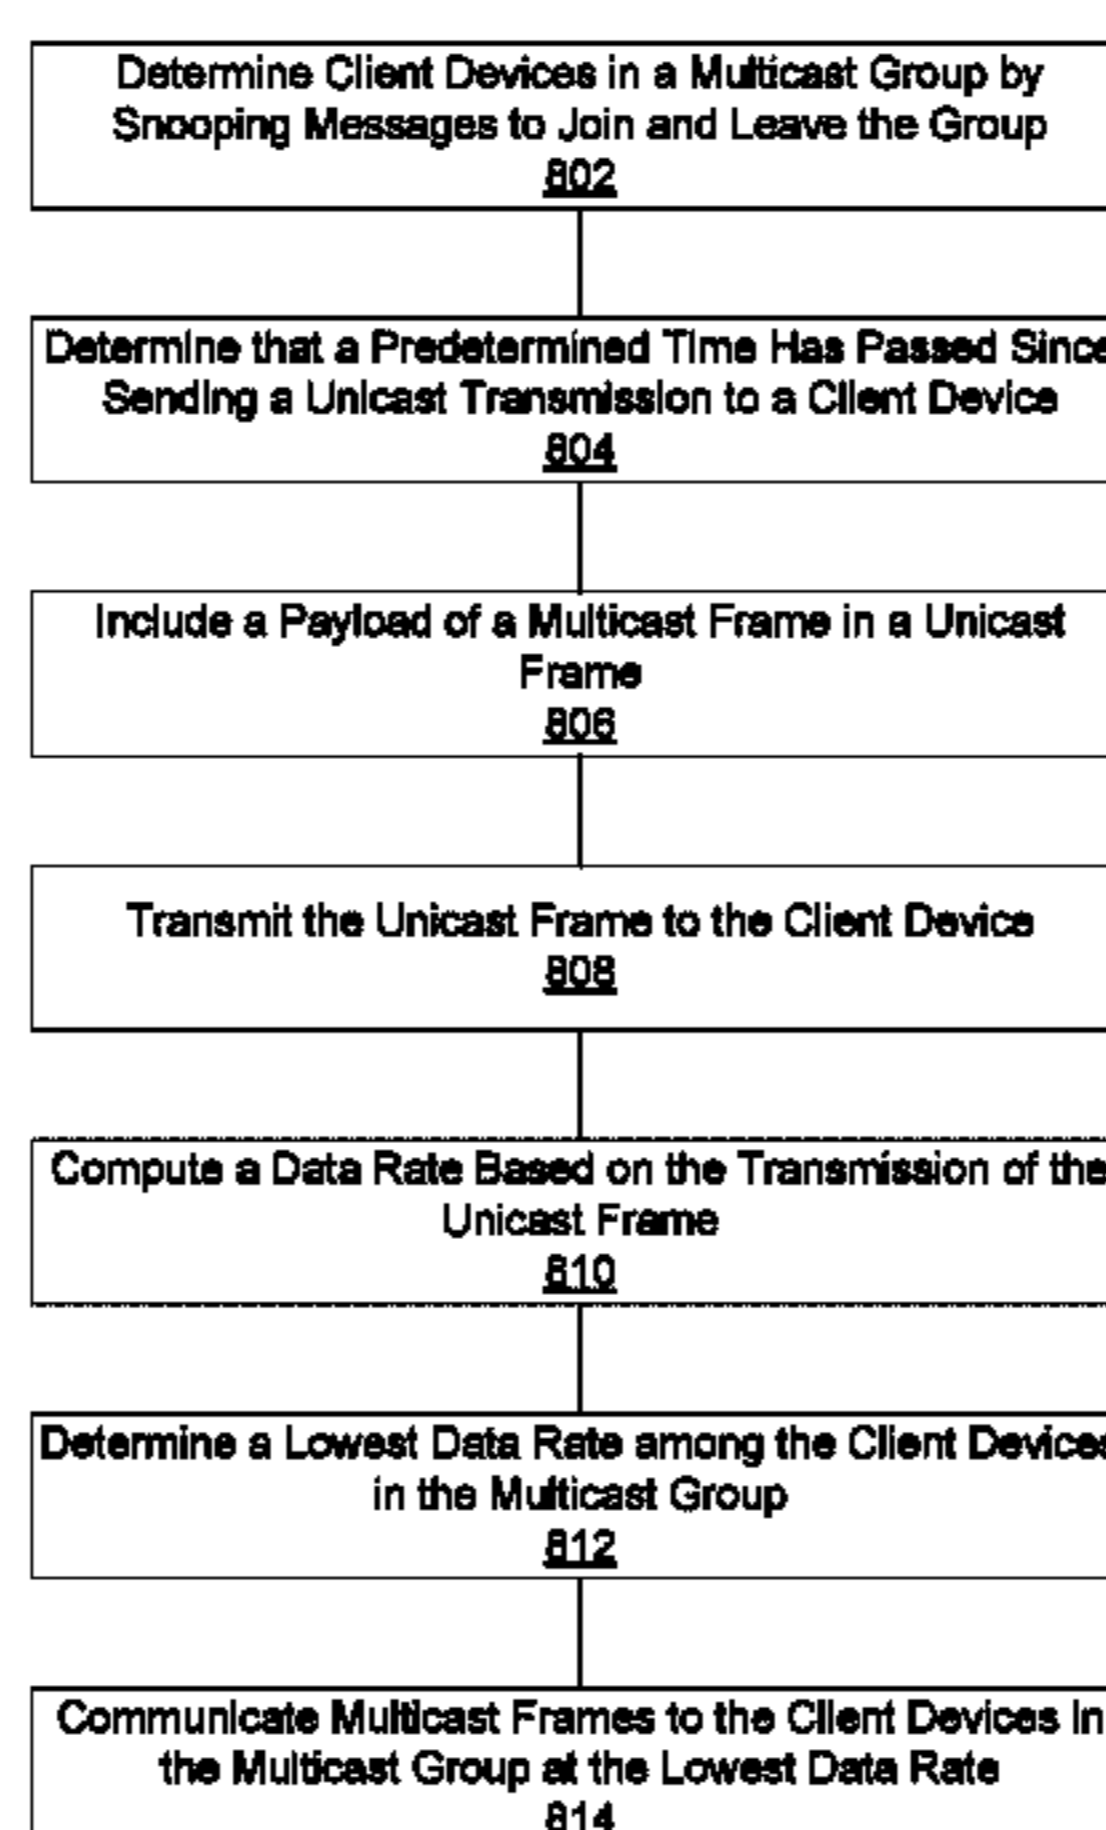 Determine Client Devices in a Multicast Group by
Snooping Messages to Join and Leave the Group
802
Determine that a Predetermined Time Has Passed Since
Sending a Unicast Transmission to a Client Device
804
Include a Payload of a Multicast Frame in a Unicast
Frame
806
Transmit the Unicast Frame to the Client Device
808
Compute a Data Rate Based on the Transmission of the
Unicast Frame
810
Determine a Lowest Data Rate among the Client Devices
in the Multicast Group
812
Communicate Multicast Frames to the Client Devices in
the Multicast Group at the Lowest Data Rate
814